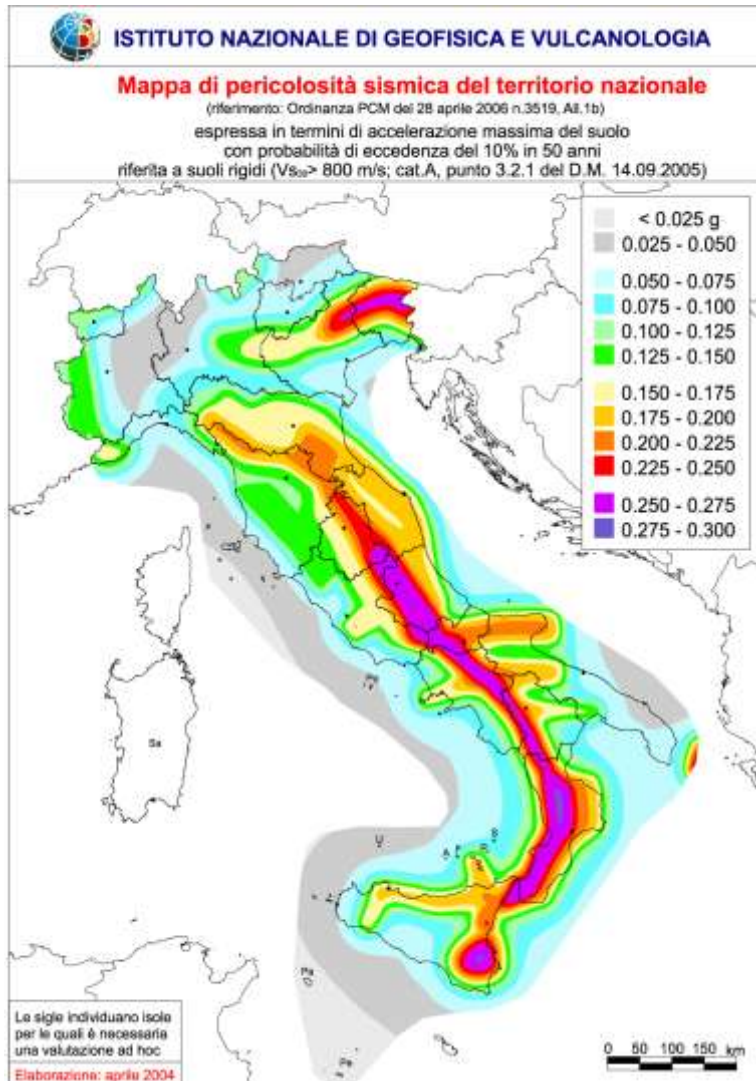 ISTITUTO NAZIONALE DI GEOFISICA E VULCANOLOGIA
Mappa di pericolosità sismica del territorio nazionale
(riferimento: Ordinanza PCM del 28 aprile 2006 n.3519, All.1b)
espressa in termini di accelerazione massima del suolo
con probabilità di eccedenza del 10% in 50 anni
riferita a suoli rigidi (Vs₃₀> 800 m/s; cat.A, punto 3.2.1 del D.M. 14.09.2005)
< 0.025 g
0.025 - 0.050
0.050 - 0.075
0.075 - 0.100
0.100 - 0.125
0.125 - 0.150
0.150 - 0.175
0.175 - 0.200
0.200 - 0.225
0.225 - 0.250
0.250 - 0.275
0.275 - 0.300
Sa
U
A
F
S
Pa
Le sigle individuano isole
per le quali è necessaria
una valutazione ad hoc
Elaborazione: aprile 2004
0 50 100 150 km